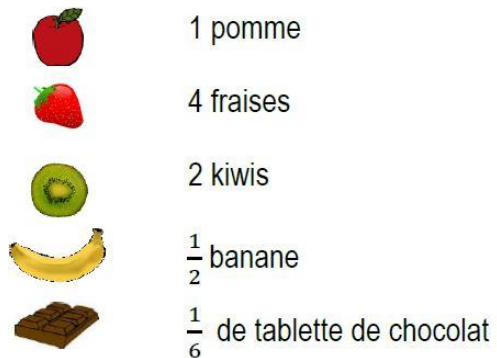 1 pomme
4 fraises
2 kiwis
1/2 banane
1/6 de tablette de chocolat